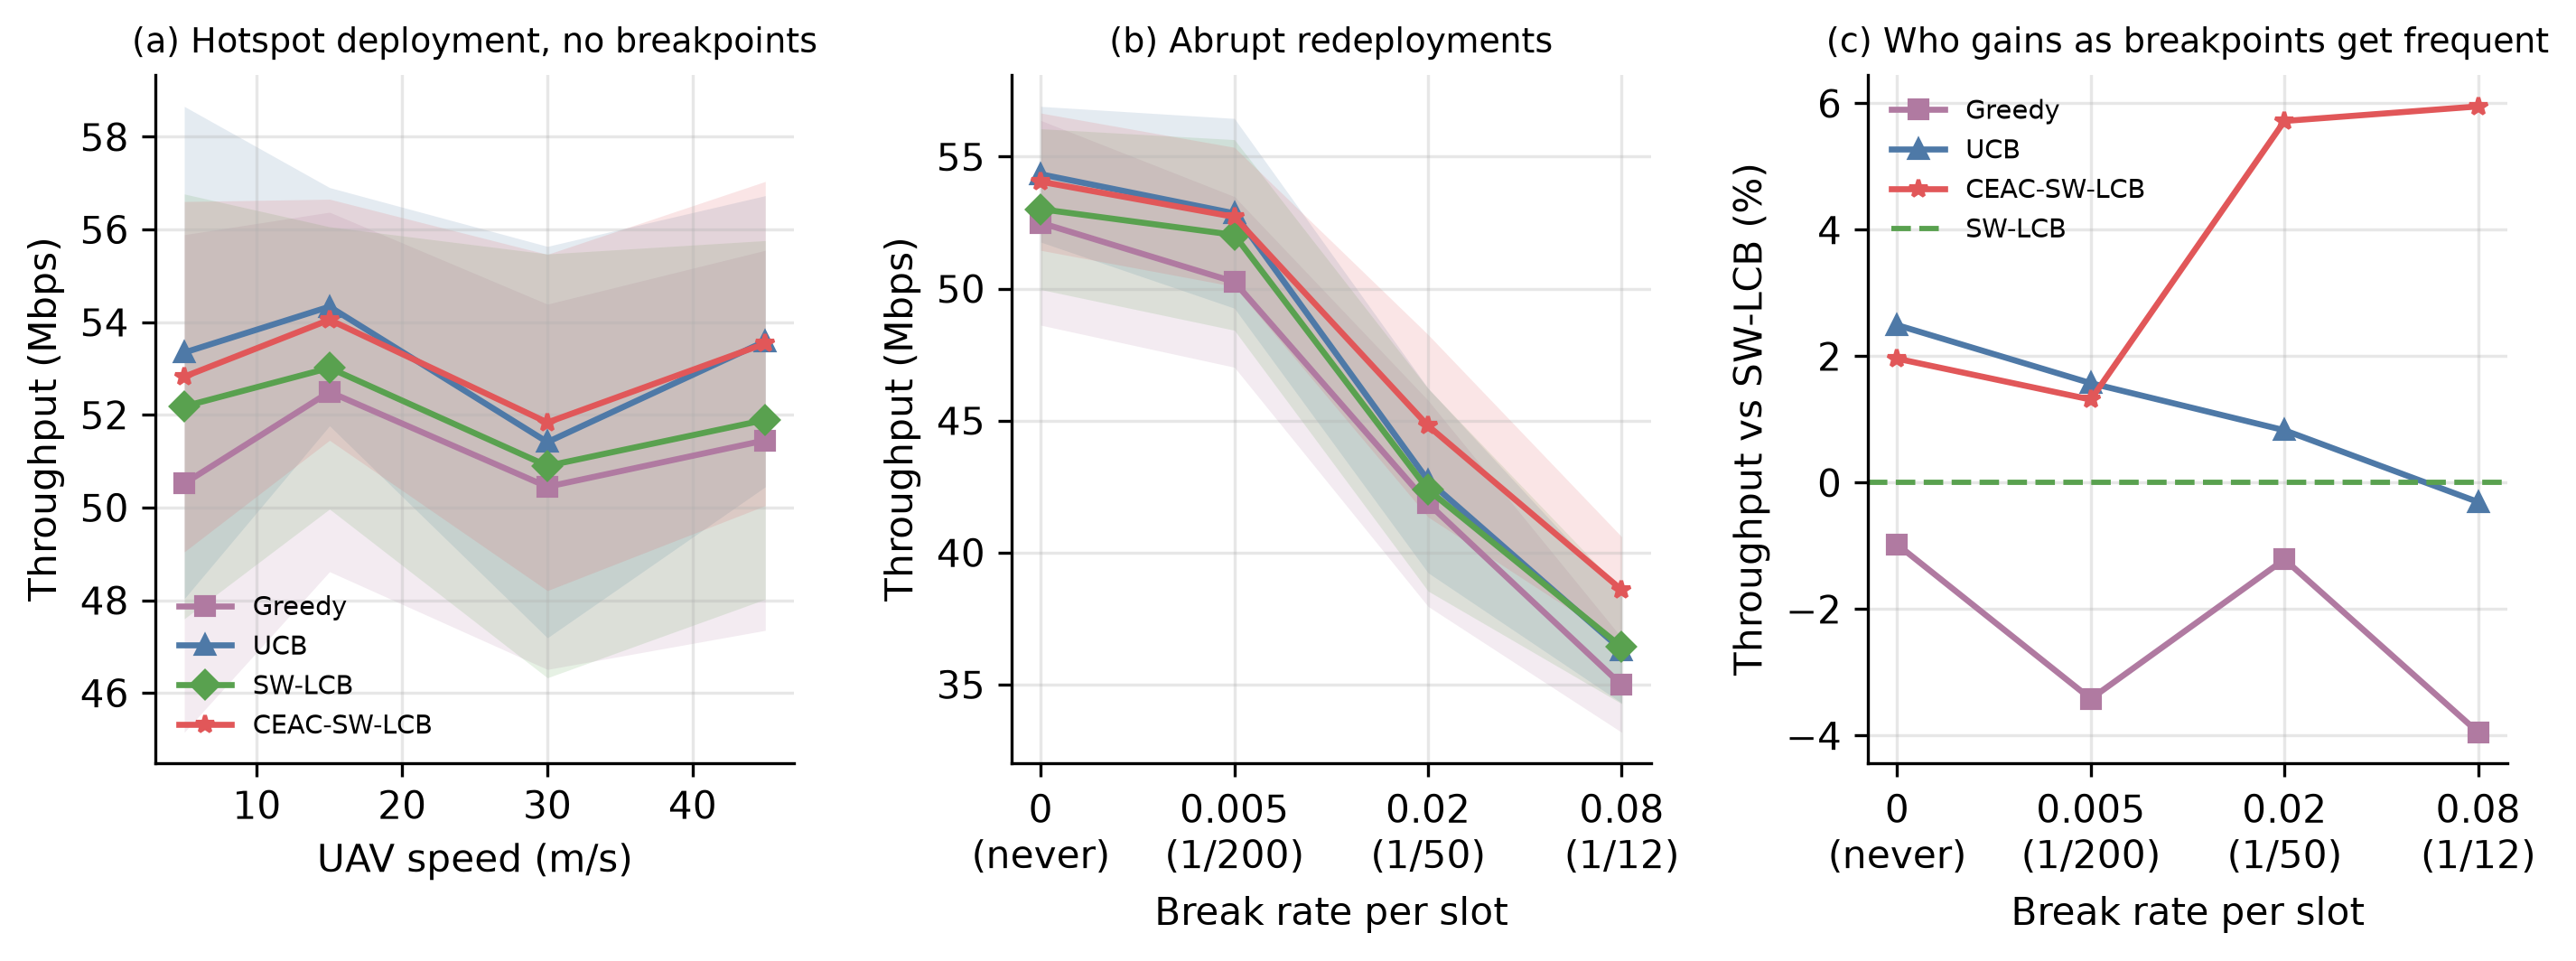 (a) Hotspot deployment, no breakpoints
Throughput (Mbps)
58
56
54
52
50
48
46
Greedy
UCB
SW-LCB
CEAC-SW-LCB
10 20 30 40
UAV speed (m/s)
(b) Abrupt redeployments
Throughput (Mbps)
55
50
45
40
35
0 0.005 0.02 0.08
(never) (1/200) (1/50) (1/12)
Break rate per slot
(c) Who gains as breakpoints get frequent
Throughput vs SW-LCB (%)
6
4
2
0
−2
−4
Greedy
UCB
CEAC-SW-LCB
SW-LCB
0 0.005 0.02 0.08
(never) (1/200) (1/50) (1/12)
Break rate per slot